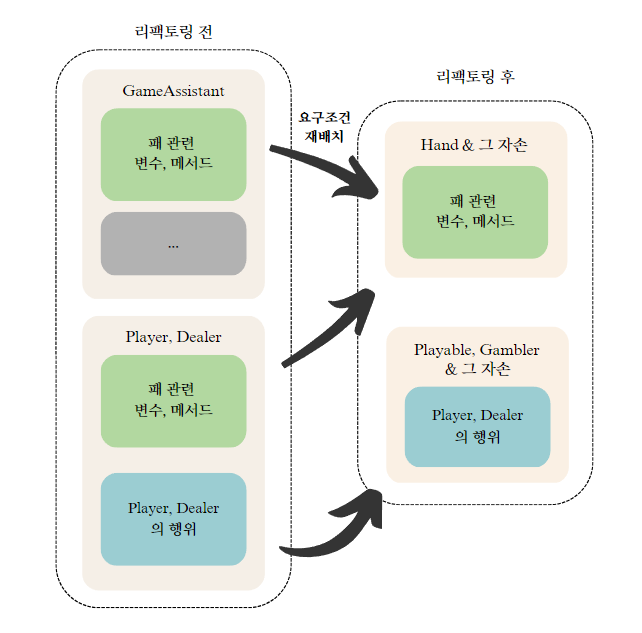 리팩토링 전
GameAssistant
패 관련
변수, 메서드
...
Player, Dealer
패 관련
변수, 메서드
Player, Dealer
의 행위
요구조건
재배치
리팩토링 후
Hand & 그 자손
패 관련
변수, 메서드
Playable, Gambler
& 그 자손
Player, Dealer
의 행위